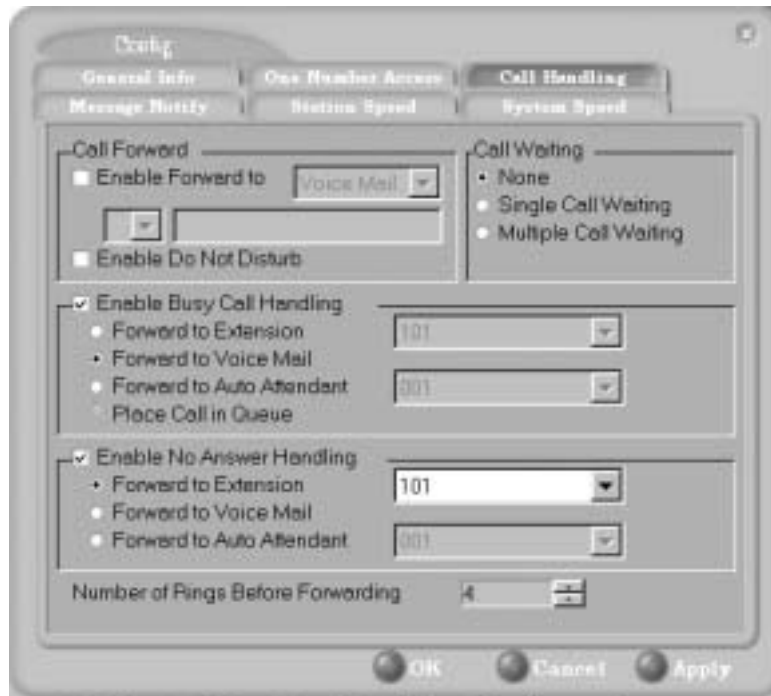 Config
General Info One Number Access Call Handling
Message Notify Station Speed System Speed
Call Forward
Enable Forward to Voice Mail
Enable Do Not Disturb
Call Waiting
None
Single Call Waiting
Multiple Call Waiting
Enable Busy Call Handling
Forward to Extension 101
Forward to Voice Mail
Forward to Auto Attendant 001
Place Call in Queue
Enable No Answer Handling
Forward to Extension 101
Forward to Voice Mail
Forward to Auto Attendant 001
Number of Rings Before Forwarding 4
OK Cancel Apply